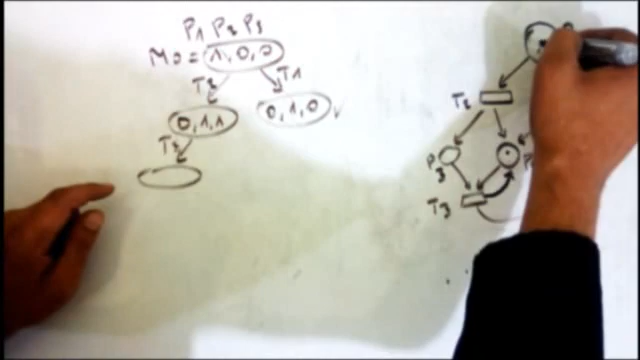 P1 P2 P3
M0 = 1,0,0
T2 T1
0,1,1 0,1,0
T3
T2
P3
T3